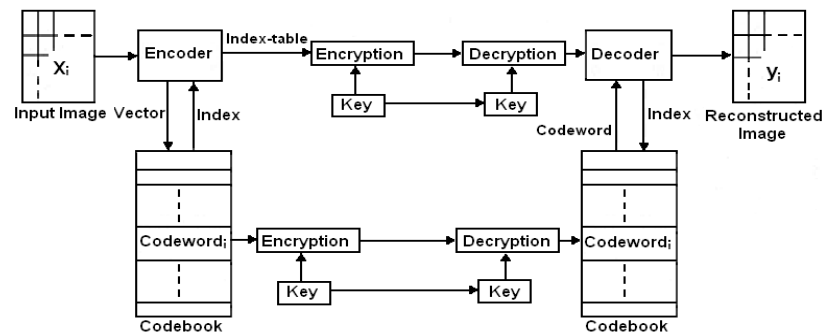 Xi
Input Image
Encoder
Index-table
Encryption
Decryption
Decoder
yi
Reconstructed
Image
Key
Key
Vector
Index
Codeword
Index
Codewordi
Encryption
Decryption
Codewordi
Key
Key
Codebook
Codebook